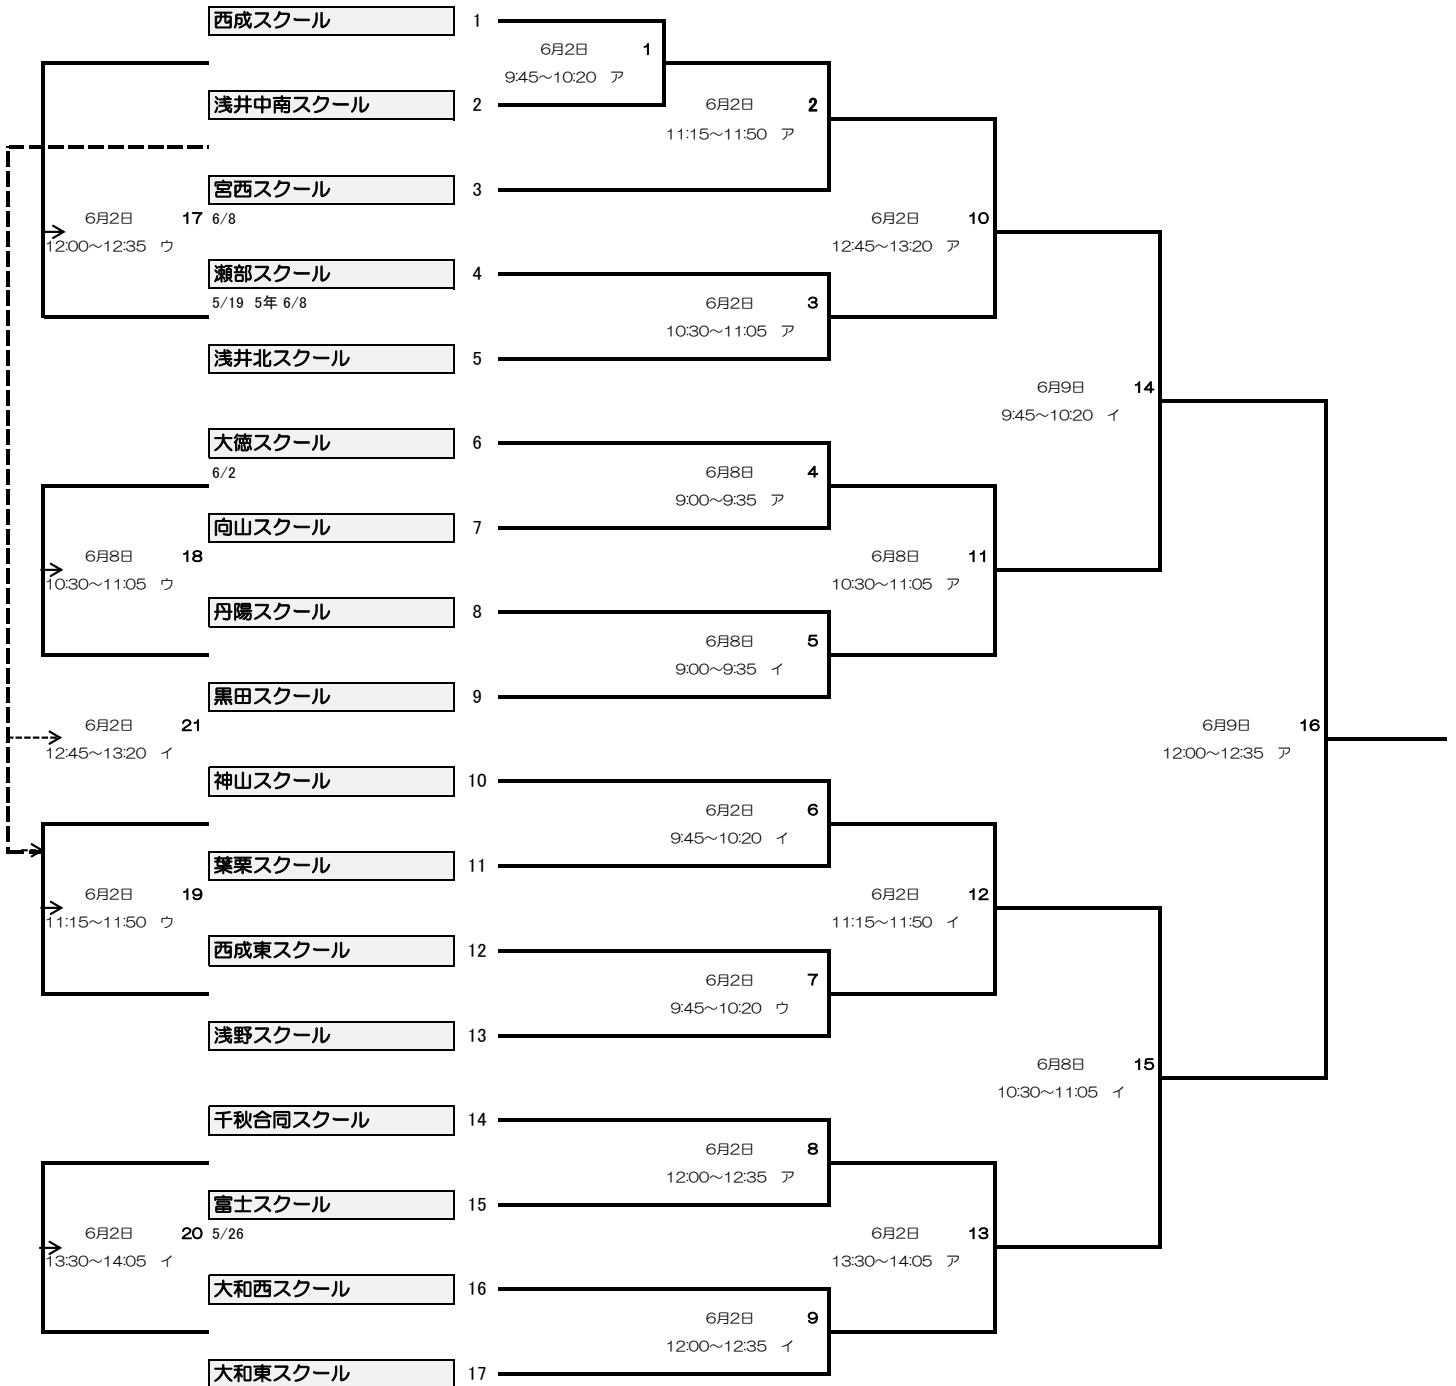 西成スクール 1
6月2日 1
9:45～10:20 ア
浅井中南スクール 2
6月2日 2
11:15～11:50 ア
宮西スクール 3
6月2日 17 6/8
6月2日 10
12:00～12:35 ウ
12:45～13:20 ア
瀬部スクール 4
5/19 5年 6/8
6月2日 3
10:30～11:05 ア
浅井北スクール 5
6月9日 14
9:45～10:20 イ
大徳スクール 6
6/2
6月8日 4
9:00～9:35 ア
向山スクール 7
6月8日 18
6月8日 11
10:30～11:05 ウ
10:30～11:05 ア
丹陽スクール 8
6月8日 5
9:00～9:35 イ
黒田スクール 9
6月2日 21
6月9日 16
12:45～13:20 イ
12:00～12:35 ア
神山スクール 10
6月2日 6
9:45～10:20 イ
葉栗スクール 11
6月2日 19
6月2日 12
11:15～11:50 ウ
11:15～11:50 イ
西成東スクール 12
6月2日 7
9:45～10:20 ウ
浅野スクール 13
6月8日 15
10:30～11:05 イ
千秋合同スクール 14
6月2日 8
12:00～12:35 ア
富士スクール 15
6月2日 20 5/26
6月2日 13
13:30～14:05 イ
13:30～14:05 ア
大和西スクール 16
6月2日 9
12:00～12:35 イ
大和東スクール 17